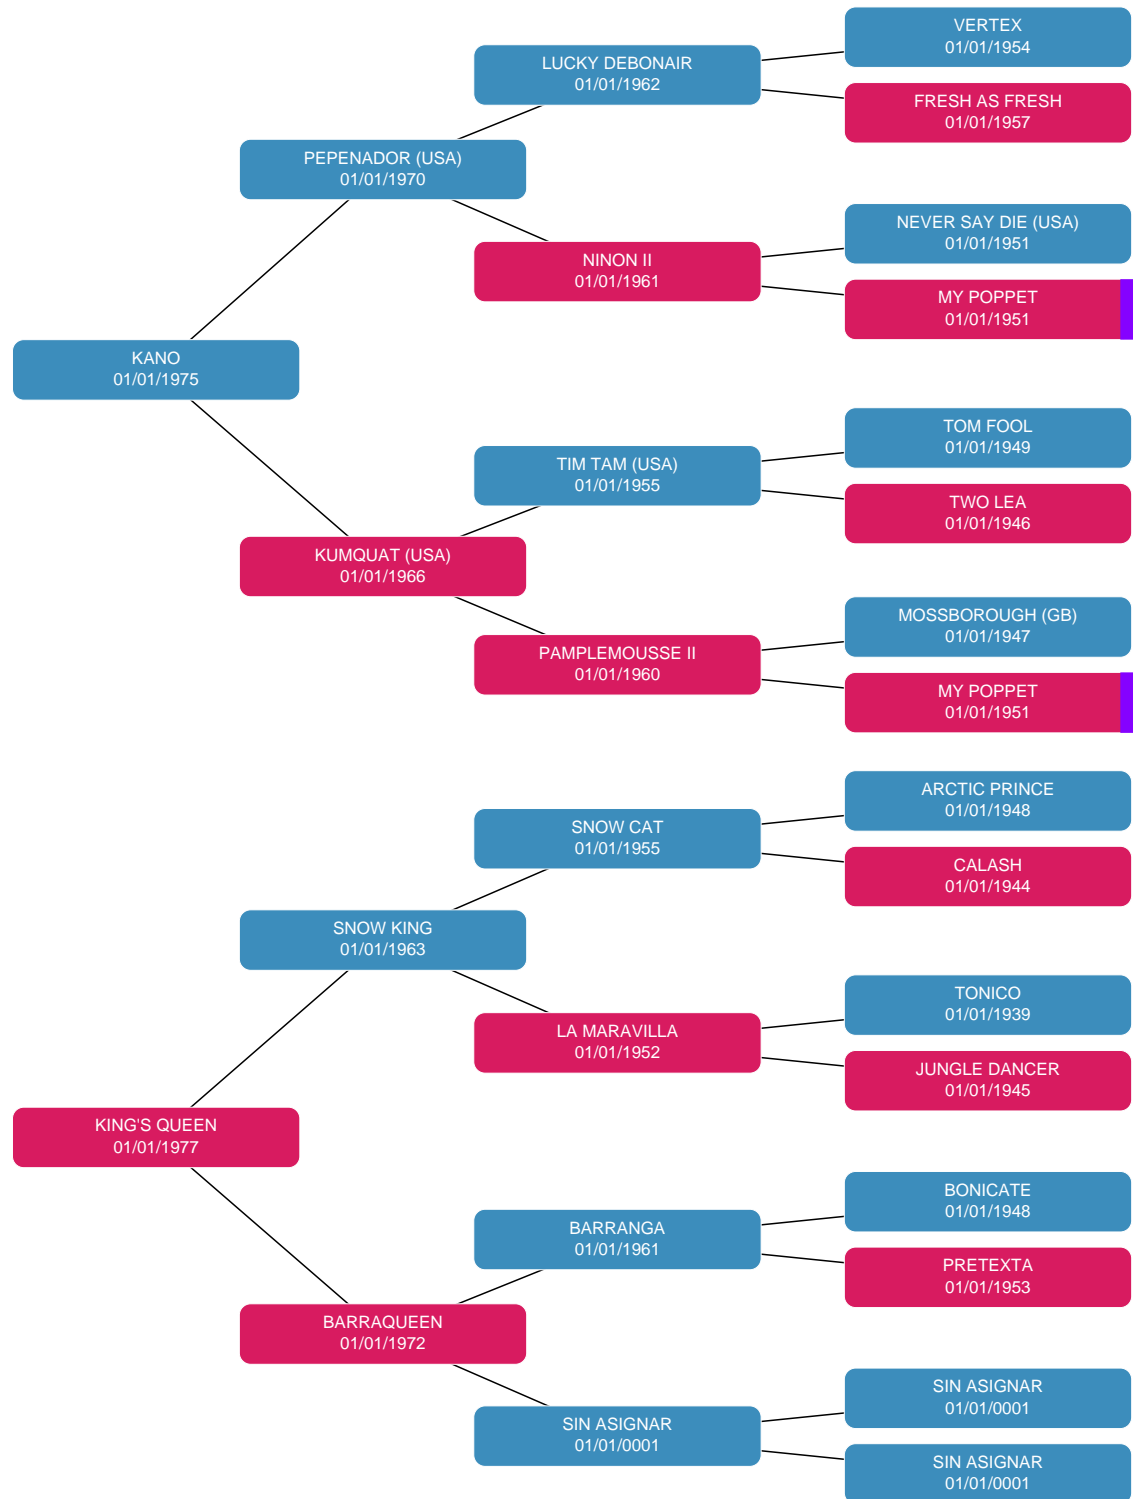 VERTEX
01/01/1954
LUCKY DEBONAIR
01/01/1962
FRESH AS FRESH
01/01/1957
PEPENADOR (USA)
01/01/1970
NEVER SAY DIE (USA)
01/01/1951
NINON II
01/01/1961
MY POPPET
01/01/1951
KANO
01/01/1975
TOM FOOL
01/01/1949
TIM TAM (USA)
01/01/1955
TWO LEA
01/01/1946
KUMQUAT (USA)
01/01/1966
MOSSBOROUGH (GB)
01/01/1947
PAMPLEMOUSSE II
01/01/1960
MY POPPET
01/01/1951
ARCTIC PRINCE
01/01/1948
SNOW CAT
01/01/1955
CALASH
01/01/1944
SNOW KING
01/01/1963
TONICO
01/01/1939
LA MARAVILLA
01/01/1952
JUNGLE DANCER
01/01/1945
KING'S QUEEN
01/01/1977
BONICATE
01/01/1948
BARRANGA
01/01/1961
PRETEXTA
01/01/1953
BARRAQUEEN
01/01/1972
SIN ASIGNAR
01/01/0001
SIN ASIGNAR
01/01/0001
SIN ASIGNAR
01/01/0001